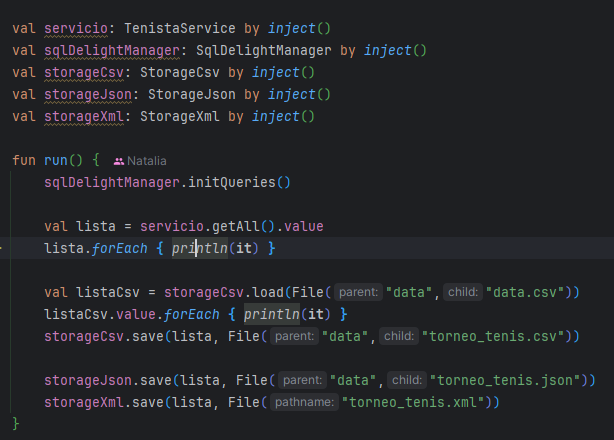 val servicio: TenistaService by inject()
val sqlDelightManager: SqlDelightManager by inject()
val storageCsv: StorageCsv by inject()
val storageJson: StorageJson by inject()
val storageXml: StorageXml by inject()
fun run() { Natalia
sqlDelightManager.initQueries()
val lista = servicio.getAll().value
lista.forEach { println(it) }
val listaCsv = storageCsv.load(File( parent: "data", child: "data.csv"))
listaCsv.value.forEach { println(it) }
storageCsv.save(lista, File( parent: "data", child: "torneo_tenis.csv"))
storageJson.save(lista, File( parent: "data", child: "torneo_tenis.json"))
storageXml.save(lista, File( pathname: "torneo_tenis.xml"))
}